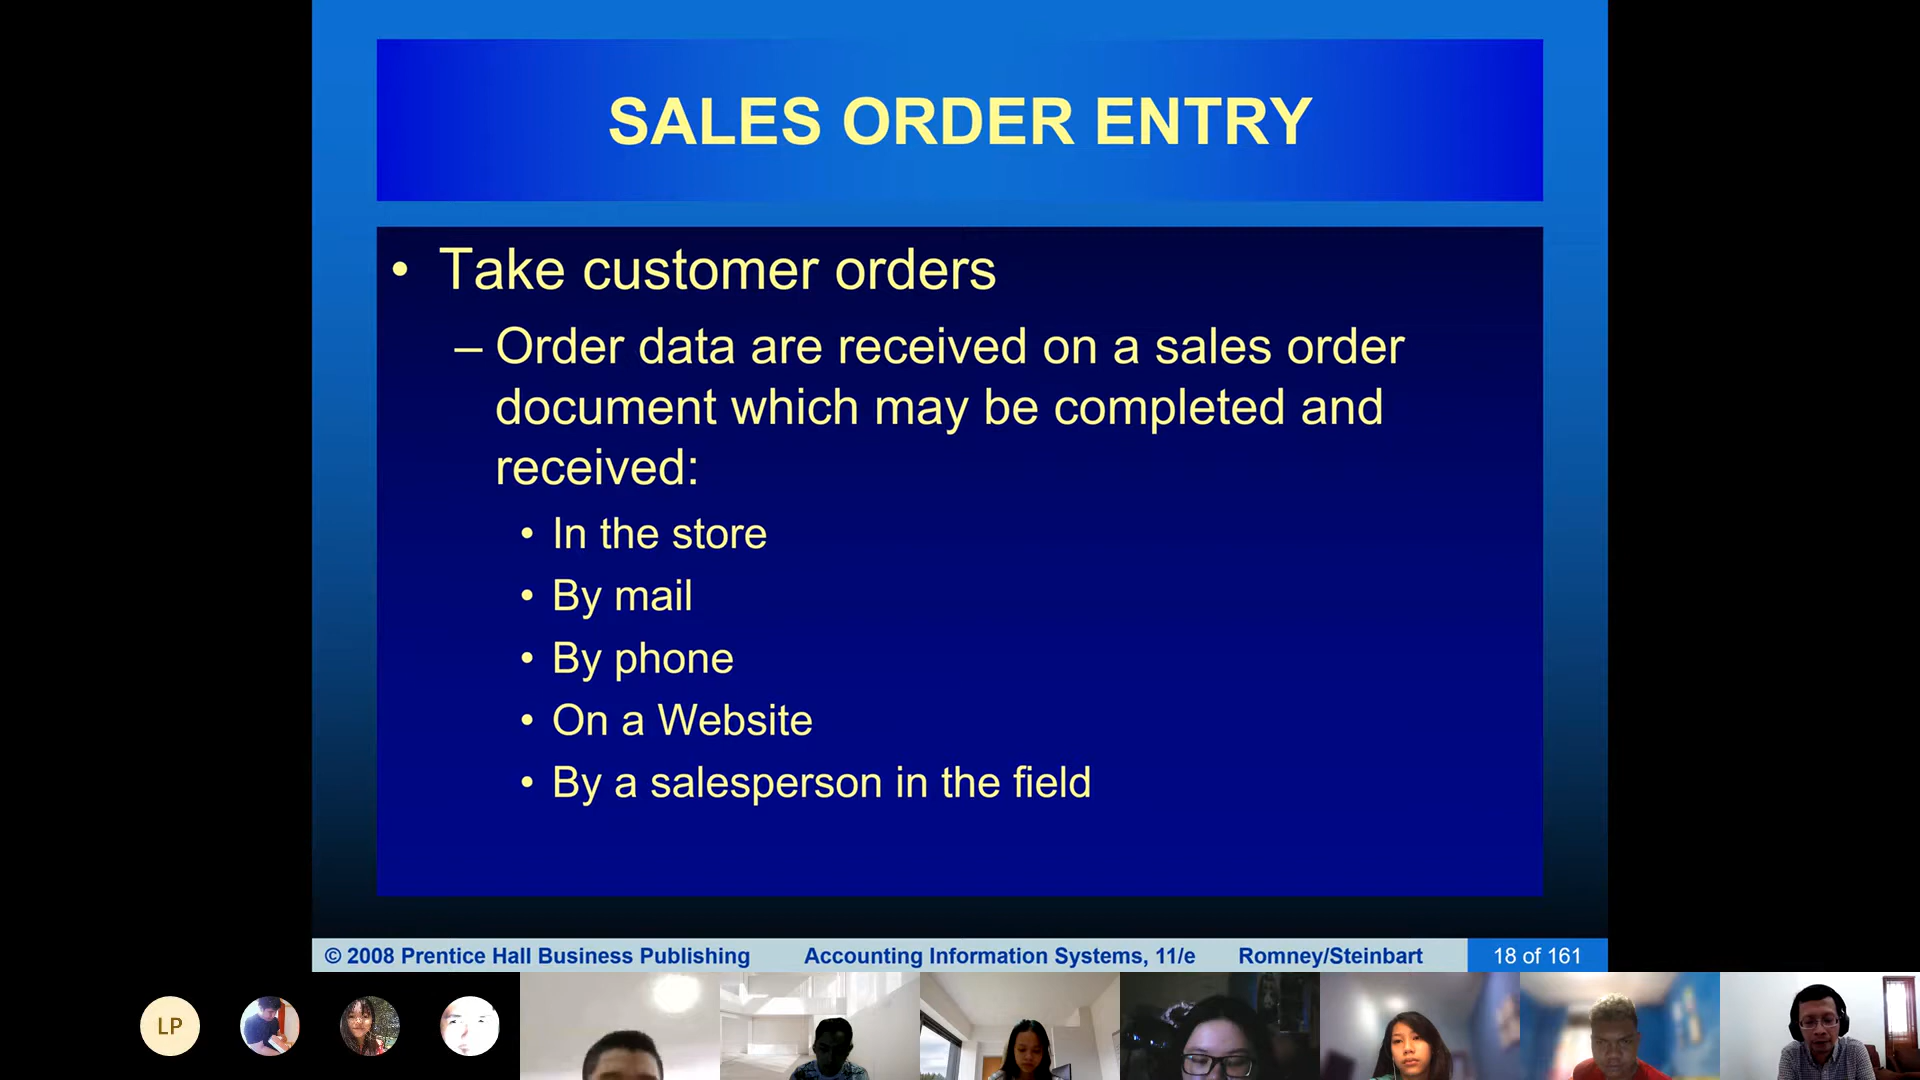 SALES ORDER ENTRY
• Take customer orders
– Order data are received on a sales order
document which may be completed and
received:
• In the store
• By mail
• By phone
• On a Website
• By a salesperson in the field
© 2008 Prentice Hall Business Publishing Accounting Information Systems, 11/e Romney/Steinbart 18 of 161
LP